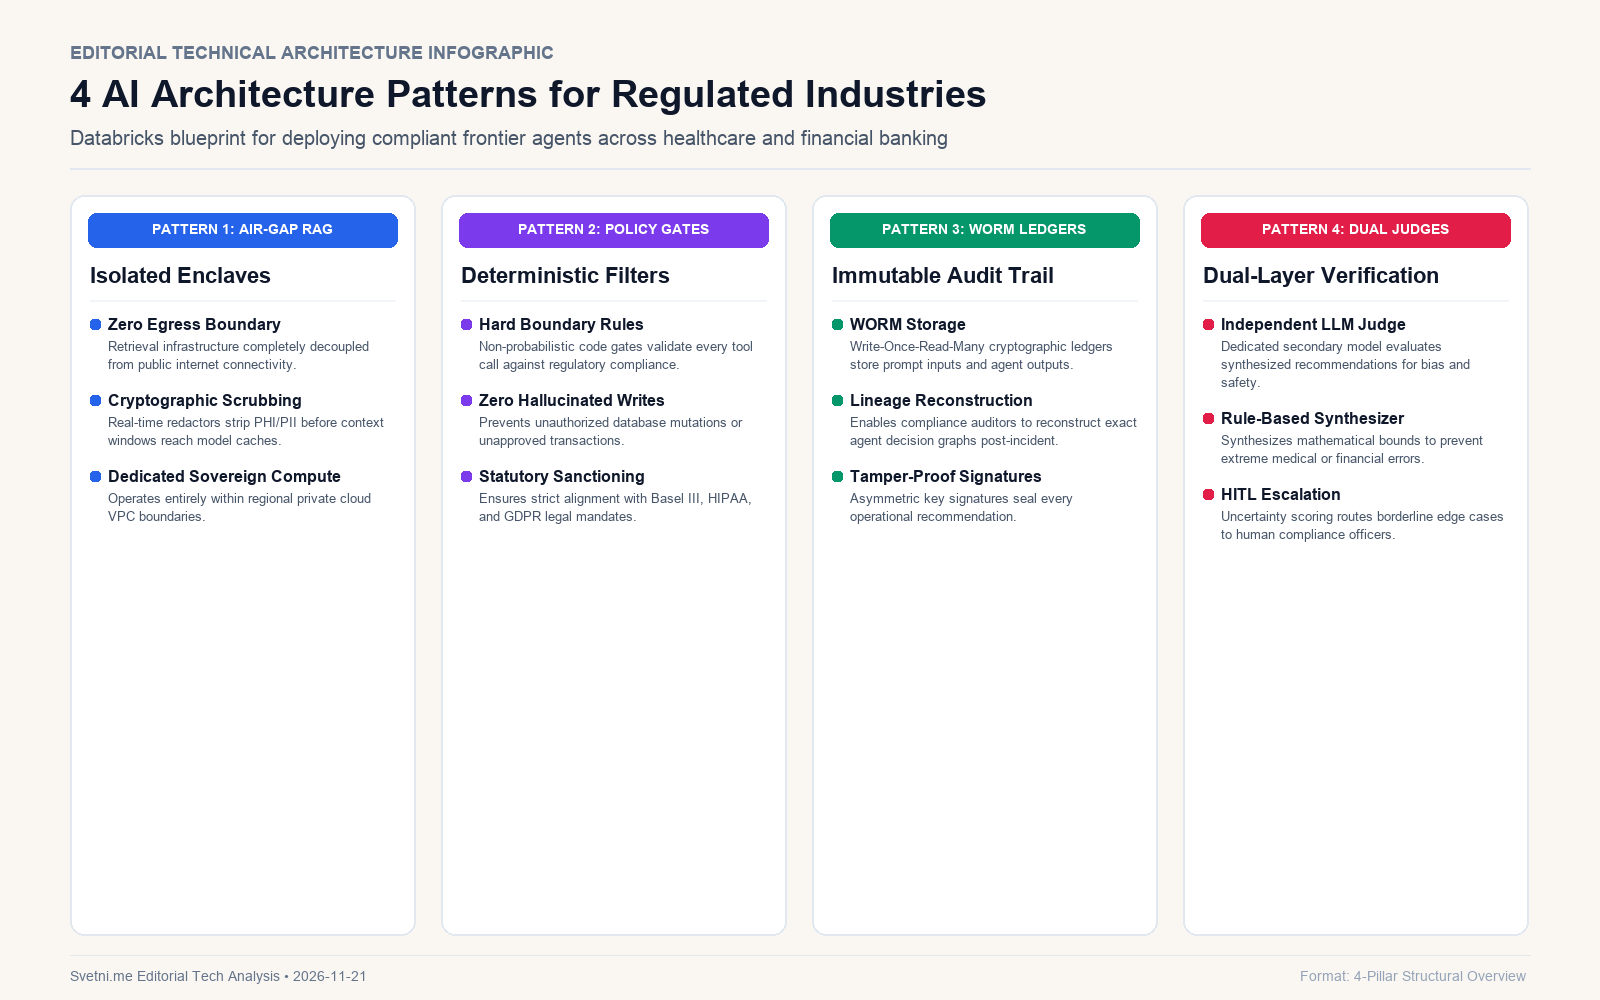 EDITORIAL TECHNICAL ARCHITECTURE INFOGRAPHIC
4 AI Architecture Patterns for Regulated Industries
Databricks blueprint for deploying compliant frontier agents across healthcare and financial banking
PATTERN 1: AIR-GAP RAG
Isolated Enclaves
Zero Egress Boundary
Retrieval infrastructure completely decoupled
from public internet connectivity.
Cryptographic Scrubbing
Real-time redactors strip PHI/PII before context
windows reach model caches.
Dedicated Sovereign Compute
Operates entirely within regional private cloud
VPC boundaries.
PATTERN 2: POLICY GATES
Deterministic Filters
Hard Boundary Rules
Non-probabilistic code gates validate every tool
call against regulatory compliance.
Zero Hallucinated Writes
Prevents unauthorized database mutations or
unapproved transactions.
Statutory Sanctioning
Ensures strict alignment with Basel III, HIPAA,
and GDPR legal mandates.
PATTERN 3: WORM LEDGERS
Immutable Audit Trail
WORM Storage
Write-Once-Read-Many cryptographic ledgers
store prompt inputs and agent outputs.
Lineage Reconstruction
Enables compliance auditors to reconstruct exact
agent decision graphs post-incident.
Tamper-Proof Signatures
Asymmetric key signatures seal every
operational recommendation.
PATTERN 4: DUAL JUDGES
Dual-Layer Verification
Independent LLM Judge
Dedicated secondary model evaluates
synthesized recommendations for bias and
safety.
Rule-Based Synthesizer
Synthesizes mathematical bounds to prevent
extreme medical or financial errors.
HITL Escalation
Uncertainty scoring routes borderline edge cases
to human compliance officers.
Svetni.me Editorial Tech Analysis • 2026-11-21
Format: 4-Pillar Structural Overview